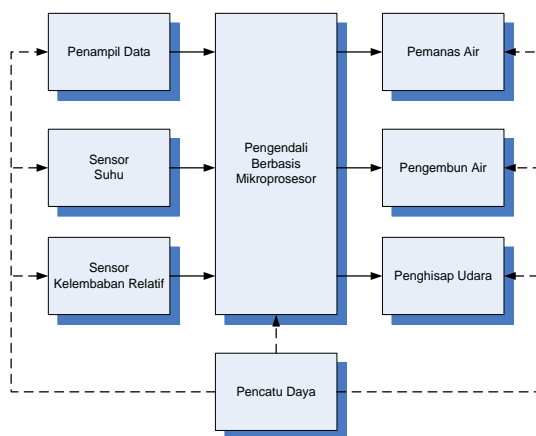 Penampil Data
Pemanas Air
Sensor
Suhu
Pengendali
Berbasis
Mikroprosesor
Pengembun Air
Sensor
Kelembaban Relatif
Penghisap Udara
Pencatu Daya